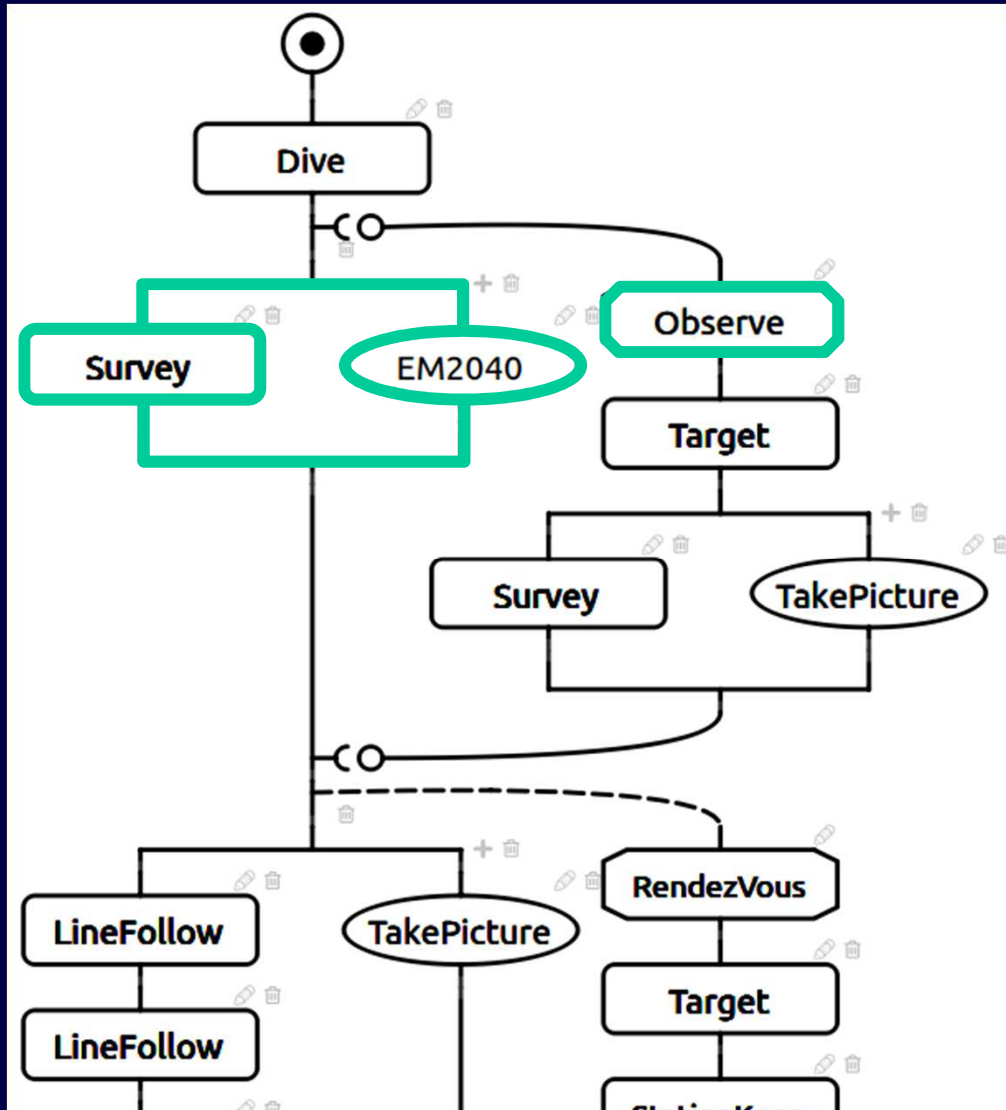 Dive
Survey
EM2040
Observe
Target
Survey
TakePicture
LineFollow
TakePicture
RendezVous
LineFollow
Target